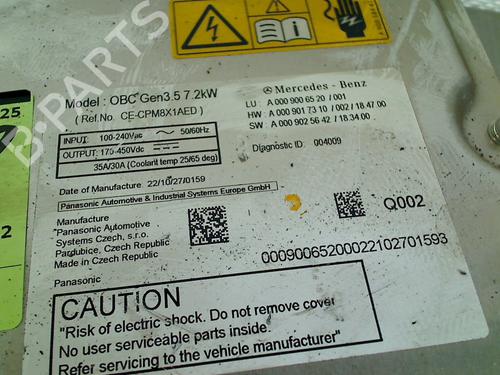 Model : OBC Gen3.5 7.2kW
( Ref.No. CE-CPM8X1AED )
INPUT: 100-240V 50/60Hz
OUTPUT: 170-450Vdc
35A/30A (Coolant temp 25/65 deg)
Mercedes-Benz
LU : A 000 900 65 20 / 001
HW : A 000 901 73 10 / 002 / 18.47.00
SW : A 000 902 56 42 / 18.34.00
Diagnostic ID: 004009
Date of Manufacture 22/10/27/0159
Panasonic Automotive & Industrial Systems Europe GmbH
Manufacture
Panasonic Automotive
Systems Czech, s.r.o.
Pardubice, Czech Republic
Made in Czech Republic
Panasonic
Q002
00090065200022102701593
CAUTION
"Risk of electric shock. Do not remove cover
No user serviceable parts inside.
Refer servicing to the vehicle manufacturer"
25
2
B-PARTS